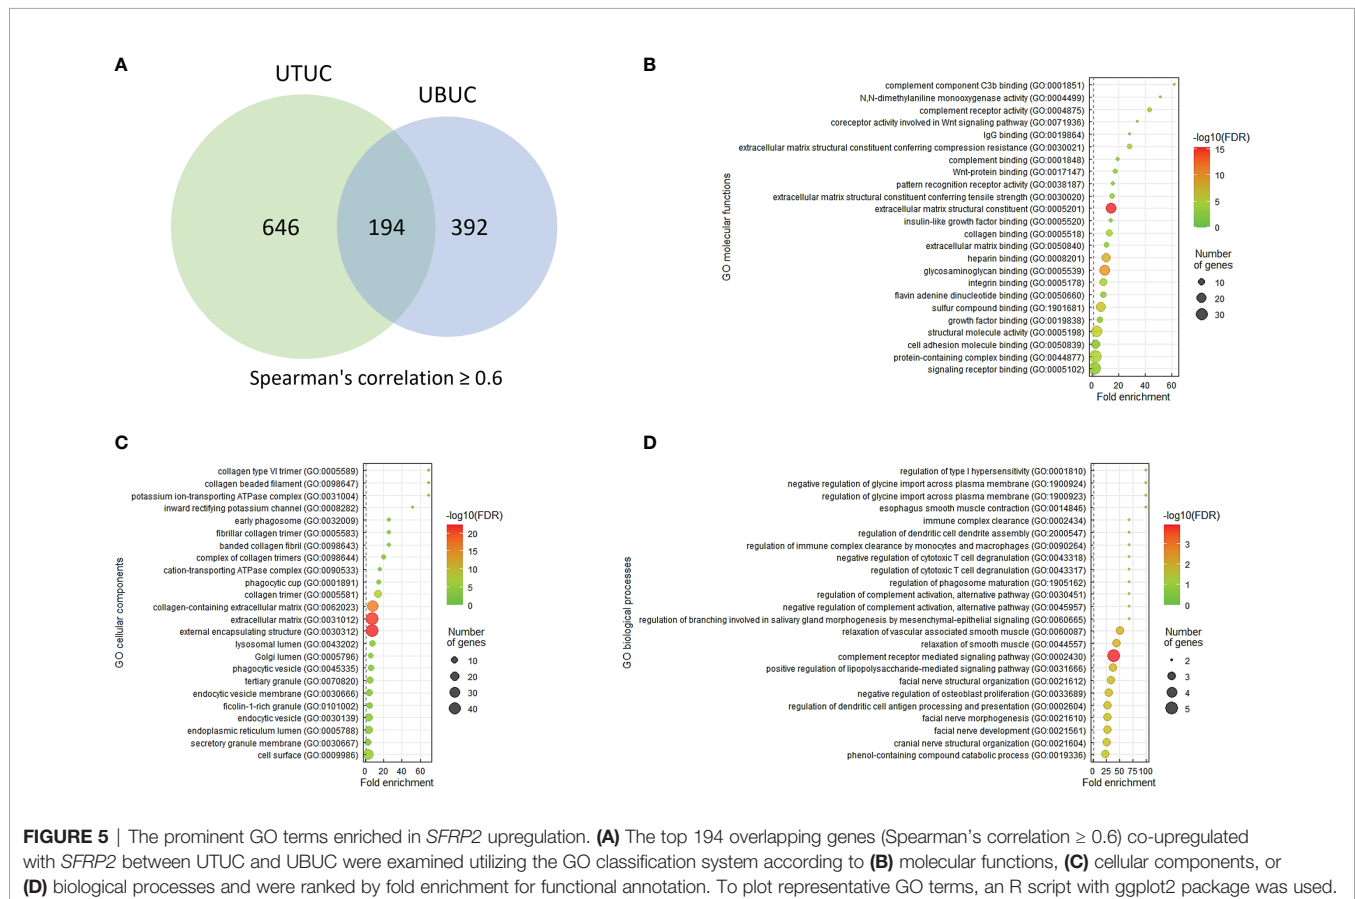 A
UTUC
UBUC
646
194
392
Spearman's correlation ≥ 0.6
B
GO molecular functions
complement component C3b binding (GO:0001851)
N,N-dimethylaniline monooxygenase activity (GO:0004499)
complement receptor activity (GO:0004875)
coreceptor activity involved in Wnt signaling pathway (GO:0071936)
IgG binding (GO:0019864)
extracellular matrix structural constituent conferring compression resistance (GO:0030021)
complement binding (GO:0001848)
Wnt-protein binding (GO:0017147)
pattern recognition receptor activity (GO:0038187)
extracellular matrix structural constituent conferring tensile strength (GO:0030020)
extracellular matrix structural constituent (GO:0005201)
insulin-like growth factor binding (GO:0005520)
collagen binding (GO:0005518)
extracellular matrix binding (GO:0050840)
heparin binding (GO:0008201)
glycosaminoglycan binding (GO:0005539)
integrin binding (GO:0005178)
flavin adenine dinucleotide binding (GO:0050660)
sulfur compound binding (GO:1901681)
growth factor binding (GO:0019838)
structural molecule activity (GO:0005198)
cell adhesion molecule binding (GO:0050839)
protein-containing complex binding (GO:0044877)
signaling receptor binding (GO:0005102)
0 20 40 60
Fold enrichment
-log10(FDR)
15
10
5
0
Number
of genes
10
20
30
C
GO cellular components
collagen type VI trimer (GO:0005589)
collagen beaded filament (GO:0098647)
potassium ion-transporting ATPase complex (GO:0031004)
inward rectifying potassium channel (GO:0008282)
early phagosome (GO:0032009)
fibrillar collagen trimer (GO:0005583)
banded collagen fibril (GO:0098643)
complex of collagen trimers (GO:0098644)
cation-transporting ATPase complex (GO:0090533)
phagocytic cup (GO:0001891)
collagen trimer (GO:0005581)
collagen-containing extracellular matrix (GO:0062023)
extracellular matrix (GO:0031012)
external encapsulating structure (GO:0030312)
lysosomal lumen (GO:0043202)
Golgi lumen (GO:0005796)
phagocytic vesicle (GO:0045335)
tertiary granule (GO:0070820)
endocytic vesicle membrane (GO:0030666)
ficolin-1-rich granule (GO:0101002)
endocytic vesicle (GO:0030139)
endoplasmic reticulum lumen (GO:0005788)
secretory granule membrane (GO:0030667)
cell surface (GO:0009986)
0 20 40 60
Fold enrichment
-log10(FDR)
20
15
10
5
0
Number
of genes
10
20
30
40
D
GO biological processes
regulation of type I hypersensitivity (GO:0001810)
negative regulation of glycine import across plasma membrane (GO:1900924)
regulation of glycine import across plasma membrane (GO:1900923)
esophagus smooth muscle contraction (GO:0014846)
immune complex clearance (GO:0002434)
regulation of dendritic cell dendrite assembly (GO:2000547)
regulation of immune complex clearance by monocytes and macrophages (GO:0090264)
negative regulation of cytotoxic T cell degranulation (GO:0043318)
regulation of cytotoxic T cell degranulation (GO:0043317)
regulation of phagosome maturation (GO:1905162)
regulation of complement activation, alternative pathway (GO:0030451)
negative regulation of complement activation, alternative pathway (GO:0045957)
regulation of branching involved in salivary gland morphogenesis by mesenchymal-epithelial signaling (GO:0060665)
relaxation of vascular associated smooth muscle (GO:0060087)
relaxation of smooth muscle (GO:0044557)
complement receptor mediated signaling pathway (GO:0002430)
positive regulation of lipopolysaccharide-mediated signaling pathway (GO:0031666)
facial nerve structural organization (GO:0021612)
negative regulation of osteoblast proliferation (GO:0033689)
regulation of dendritic cell antigen processing and presentation (GO:0002604)
facial nerve morphogenesis (GO:0021610)
facial nerve development (GO:0021561)
cranial nerve structural organization (GO:0021604)
phenol-containing compound catabolic process (GO:0019336)
0 25 50 75 100
Fold enrichment
-log10(FDR)
3
2
1
0
Number
of genes
2
3
4
5
FIGURE 5 | The prominent GO terms enriched in SFRP2 upregulation. (A) The top 194 overlapping genes (Spearman's correlation ≥ 0.6) co-upregulated
with SFRP2 between UTUC and UBUC were examined utilizing the GO classification system according to (B) molecular functions, (C) cellular components, or
(D) biological processes and were ranked by fold enrichment for functional annotation. To plot representative GO terms, an R script with ggplot2 package was used.